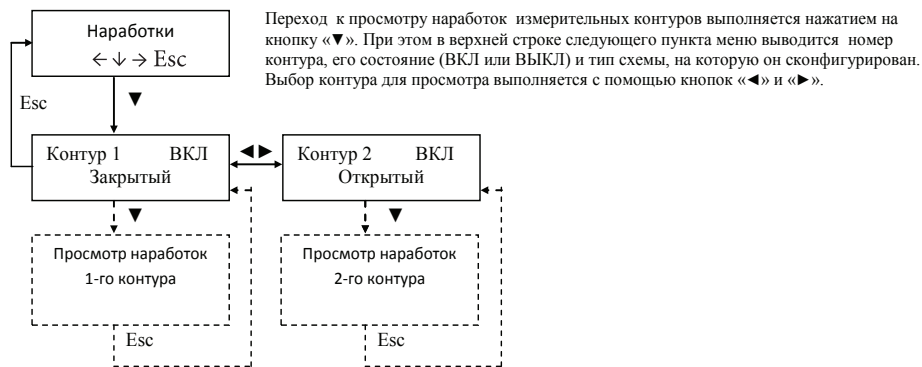 Наработки
← ↓ → Esc
Переход к просмотру наработок измерительных контуров выполняется нажатием на
кнопку «▼». При этом в верхней строке следующего пункта меню выводится номер
контура, его состояние (ВКЛ или ВЫКЛ) и тип схемы, на которую он сконфигурирован.
Выбор контура для просмотра выполняется с помощью кнопок «◄» и «►».
Esc
▼
Контур 1 ВКЛ
Закрытый
◄►
Контур 2 ВКЛ
Открытый
▼
▼
Просмотр наработок
1-го контура
Просмотр наработок
2-го контура
Esc
Esc